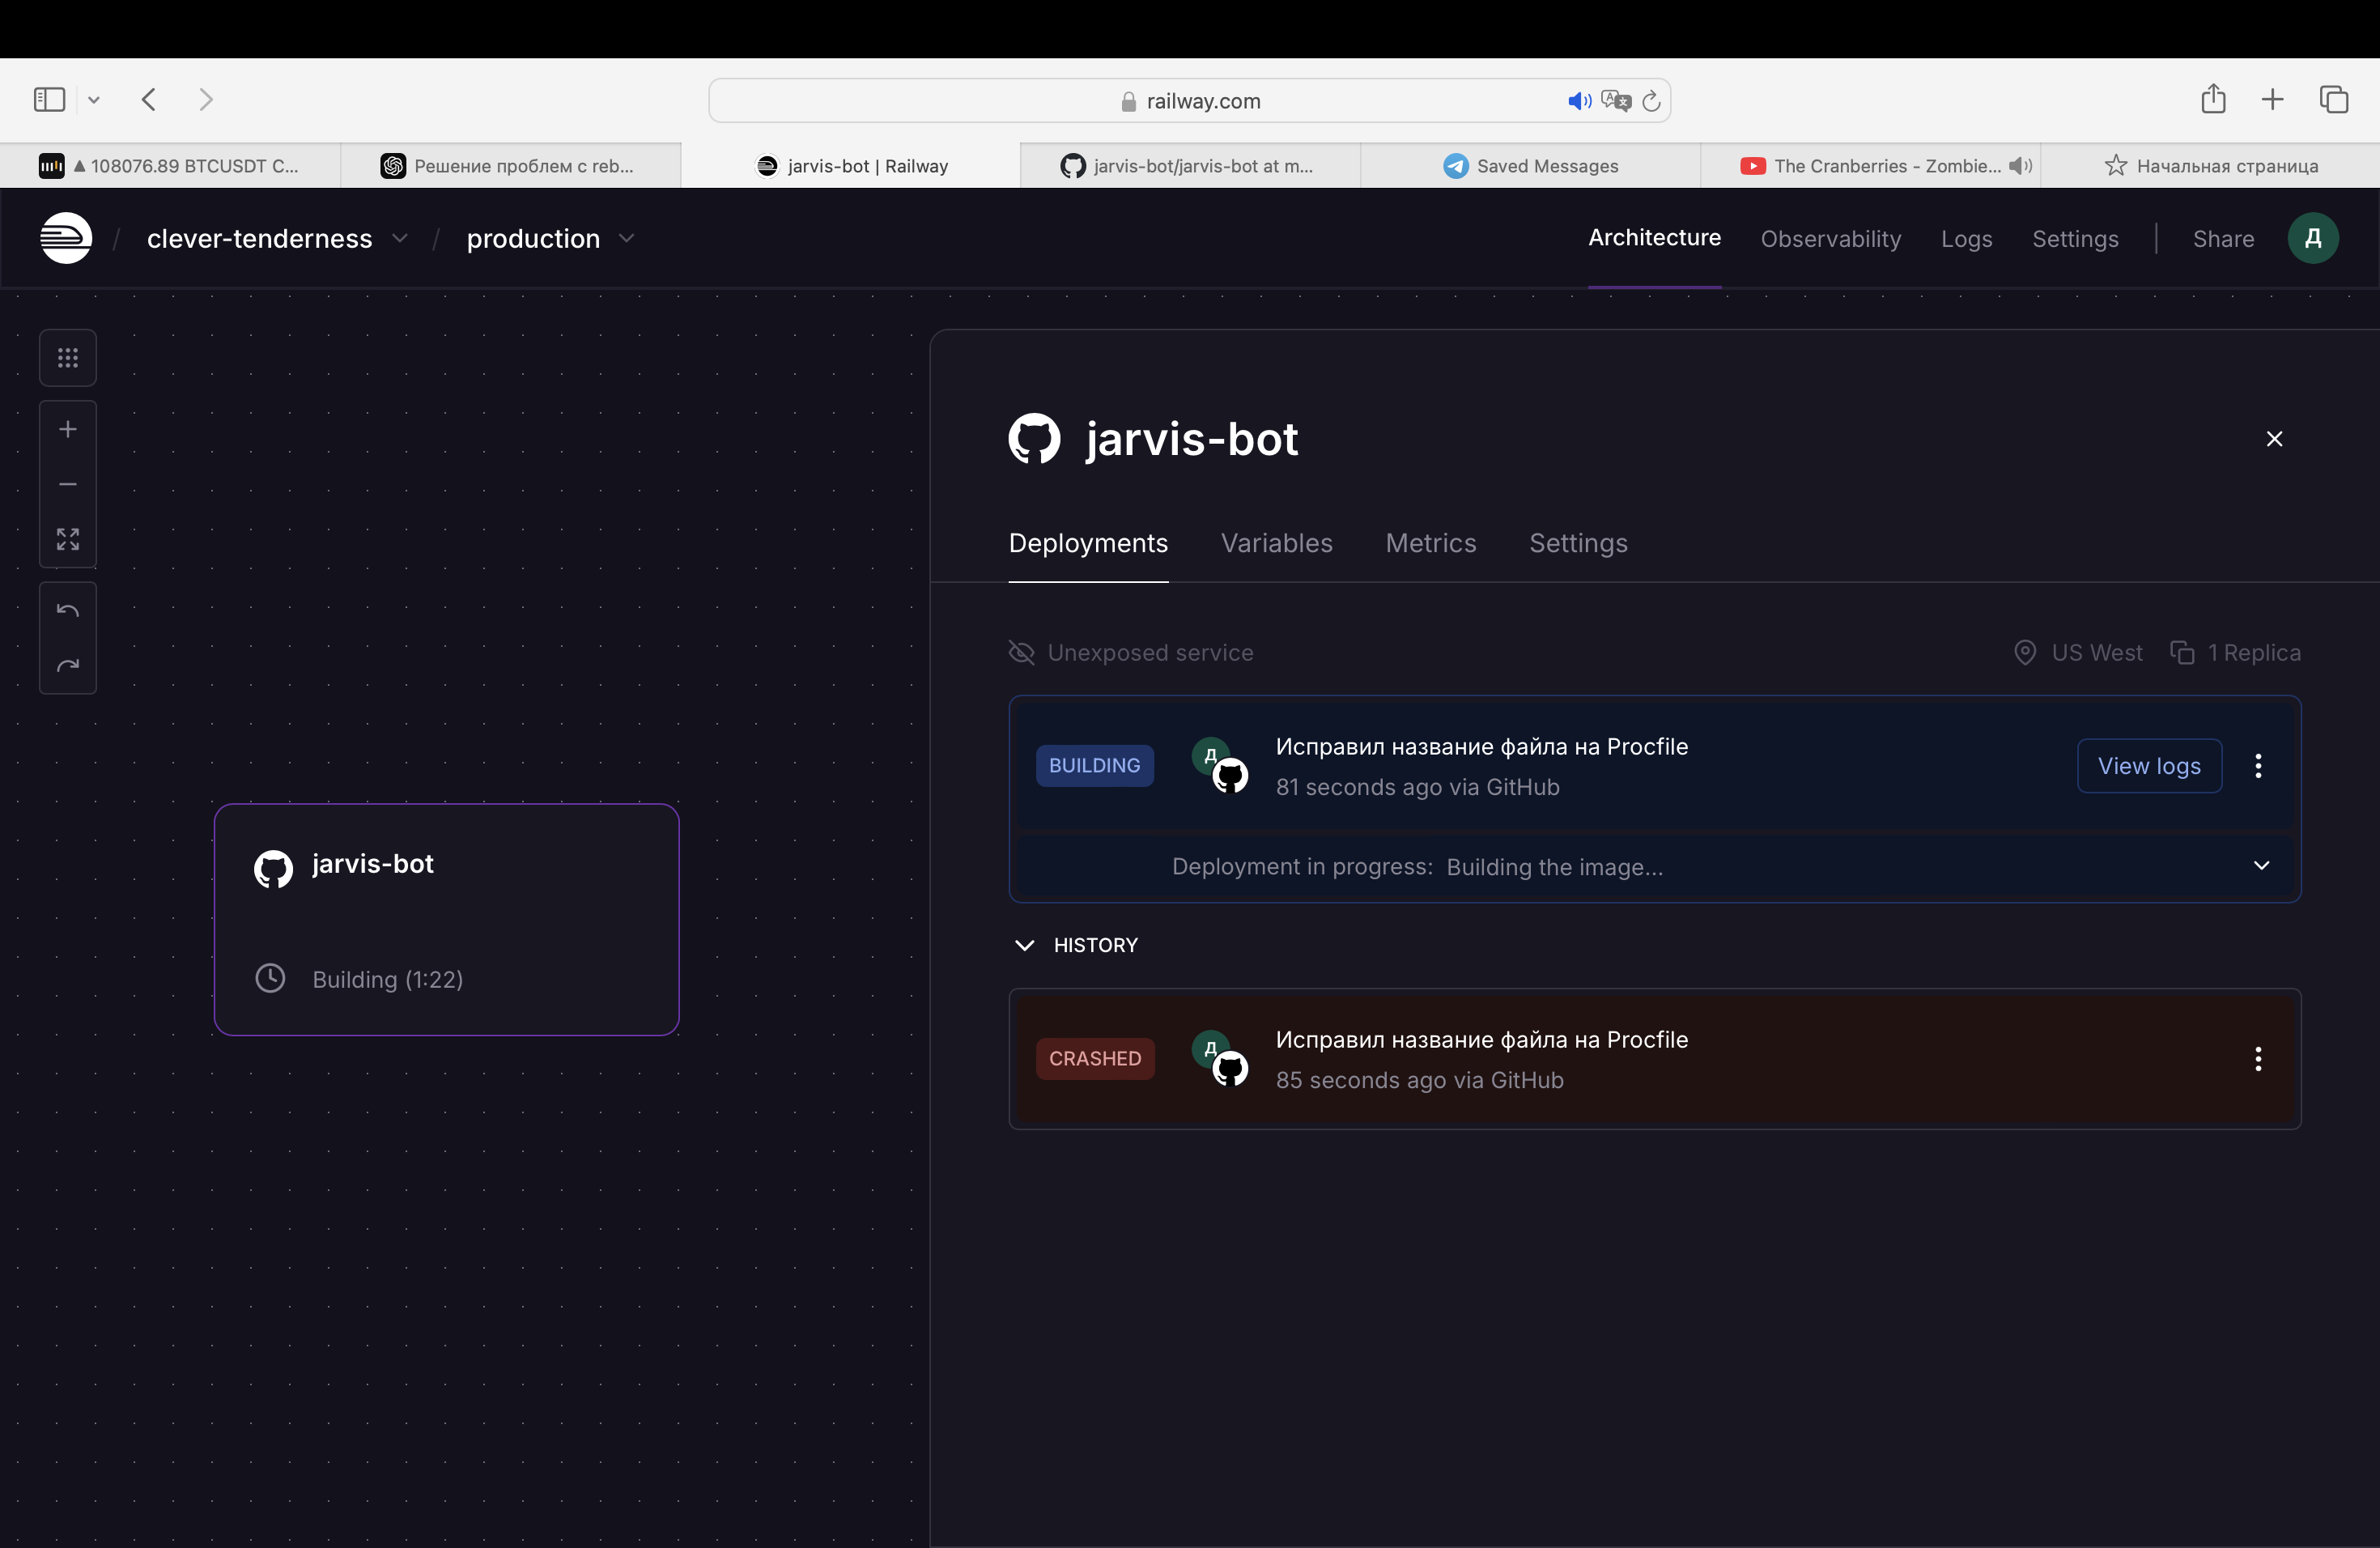 railway.com
▲ 108076.89 BTCUSDT C...
Решение проблем с reb...
jarvis-bot | Railway
jarvis-bot/jarvis-bot at m...
Saved Messages
The Cranberries - Zombie...
Начальная страница
/ clever-tenderness / production
Architecture Observability Logs Settings | Share Д
jarvis-bot
Deployments Variables Metrics Settings
Unexposed service
US West 1 Replica
BUILDING
Д
Исправил название файла на Procfile
81 seconds ago via GitHub
View logs
Deployment in progress: Building the image...
jarvis-bot
Building (1:22)
HISTORY
CRASHED
Д
Исправил название файла на Procfile
85 seconds ago via GitHub